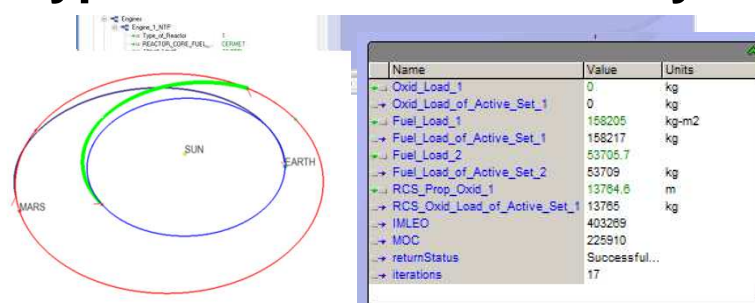 Engines
Engine_1_NTP
Type_of_Reactor 1
REACTOR_CORE_FUEL_... CERMET
SUN
EARTH
MARS
Name Value Units
Oxid_Load_1 0 kg
Oxid_Load_of_Active_Set_1 0 kg
Fuel_Load_1 158205 kg-m2
Fuel_Load_of_Active_Set_1 158217 kg
Fuel_Load_2 53705.7
Fuel_Load_of_Active_Set_2 53709 kg
RCS_Prop_Oxid_1 13764.6 m
RCS_Oxid_Load_of_Active_Set_1 13765 kg
IMLEO 403269
MOC 225910
returnStatus Successful...
iterations 17